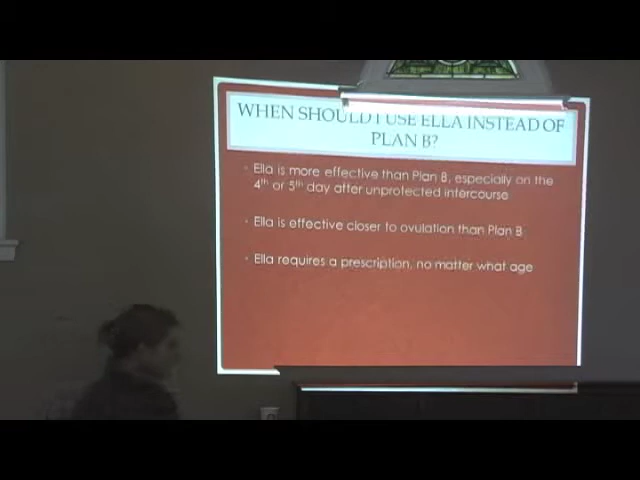 WHEN SHOULD I USE ELLA INSTEAD OF
PLAN B?
Ella is more effective than Plan B, especially on the
4th or 5th day after unprotected intercourse
Ella is effective closer to ovulation than Plan B
Ella requires a prescription, no matter what age